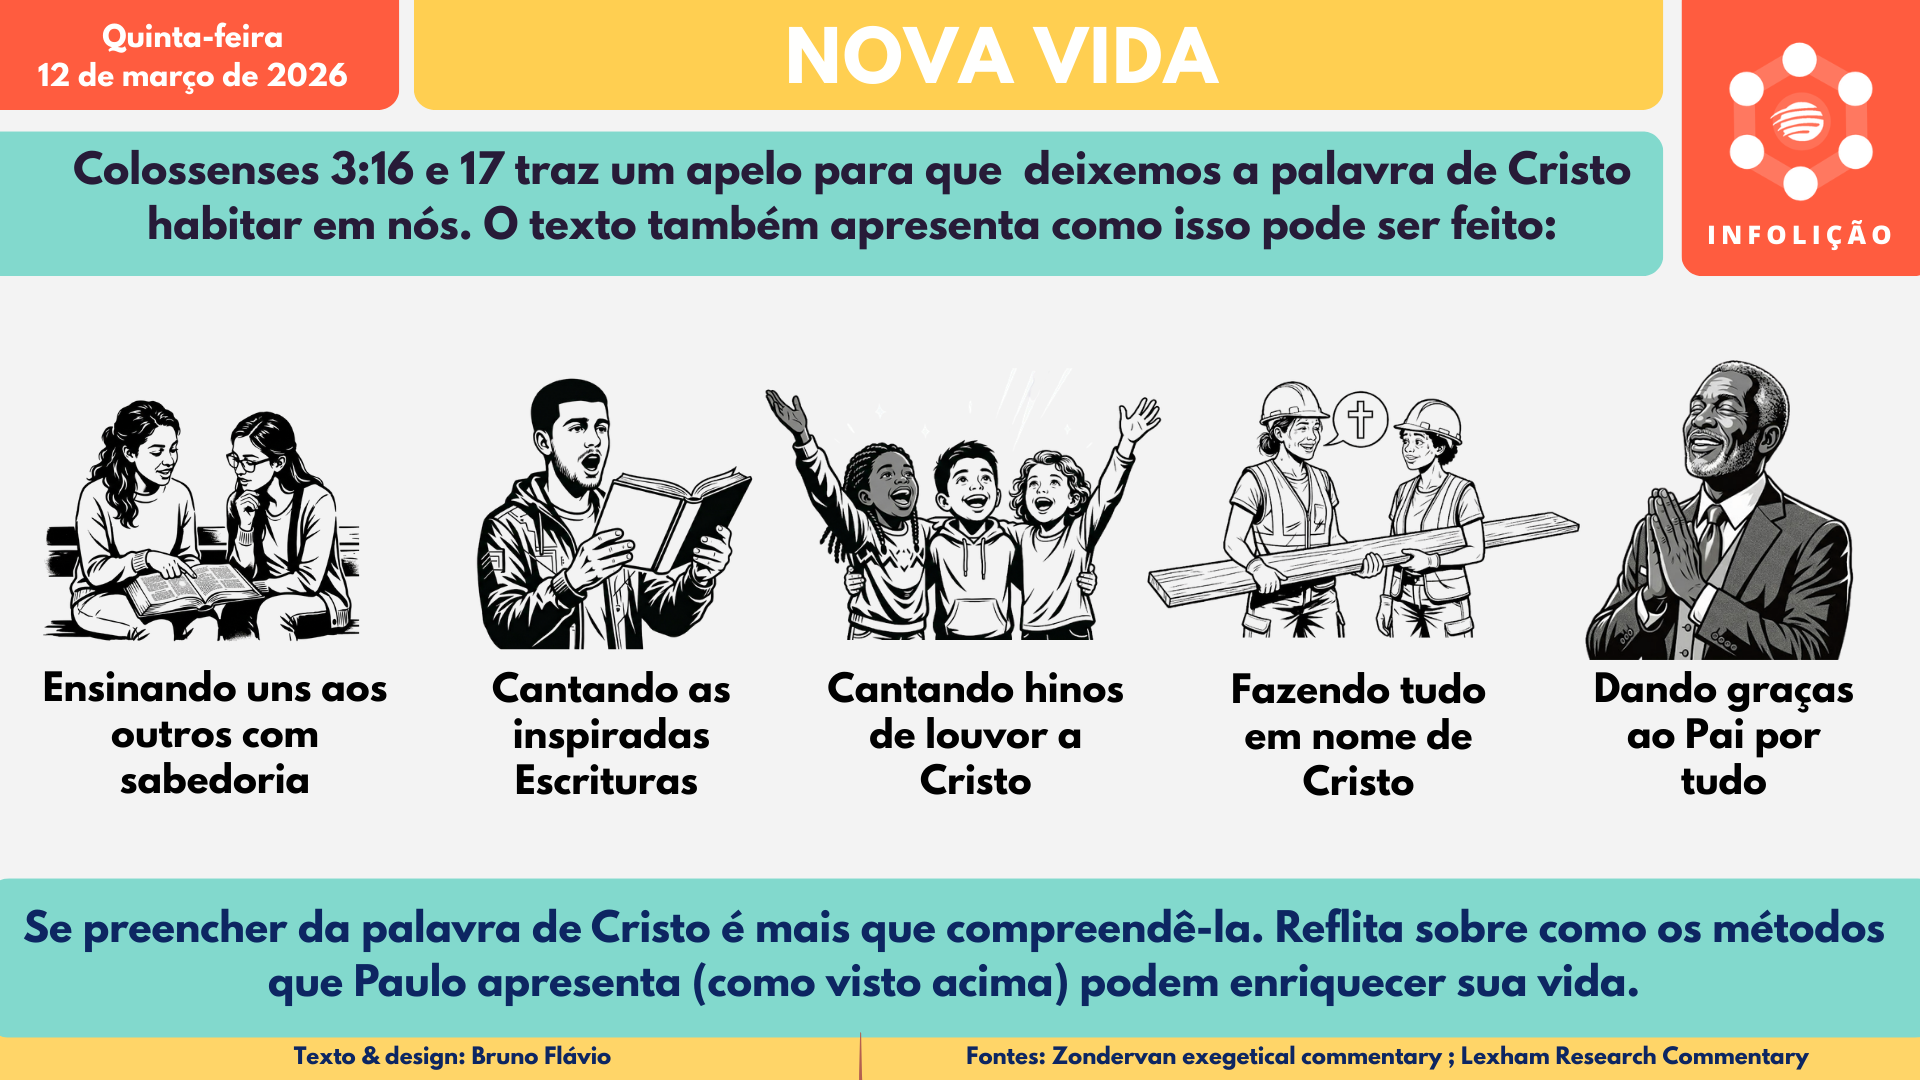 Quinta-feira
12 de março de 2026
NOVA VIDA
INFOLIÇÃO
Colossenses 3:16 e 17 traz um apelo para que deixemos a palavra de Cristo
habitar em nós. O texto também apresenta como isso pode ser feito:
Ensinando uns aos
outros com
sabedoria
Cantando as
inspiradas
Escrituras
Cantando hinos
de louvor a
Cristo
Fazendo tudo
em nome de
Cristo
Dando graças
ao Pai por
tudo
Se preencher da palavra de Cristo é mais que compreendê-la. Reflita sobre como os métodos
que Paulo apresenta (como visto acima) podem enriquecer sua vida.
Texto & design: Bruno Flávio
Fontes: Zondervan exegetical commentary ; Lexham Research Commentary